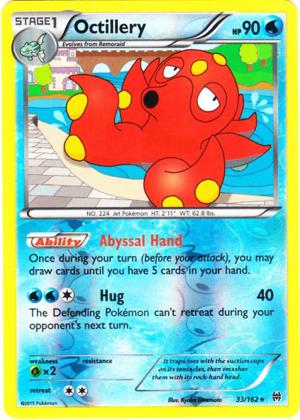 STAGE 1 Octillery HP 90
Evolves from Remoraid
NO. 224 Jet Pokémon HT: 2'11" WT: 62.8 lbs.
Ability Abyssal Hand
Once during your turn (before your attack), you may
draw cards until you have 5 cards in your hand.
Hug 40
The Defending Pokémon can't retreat during your
opponent's next turn.
weakness resistance
×2
retreat
It traps foes with the suction cups
on its tentacles, then smashes them
with its rock-hard head.
Illus. Kyoko Umemoto
©2015 Pokémon
33/162 ★